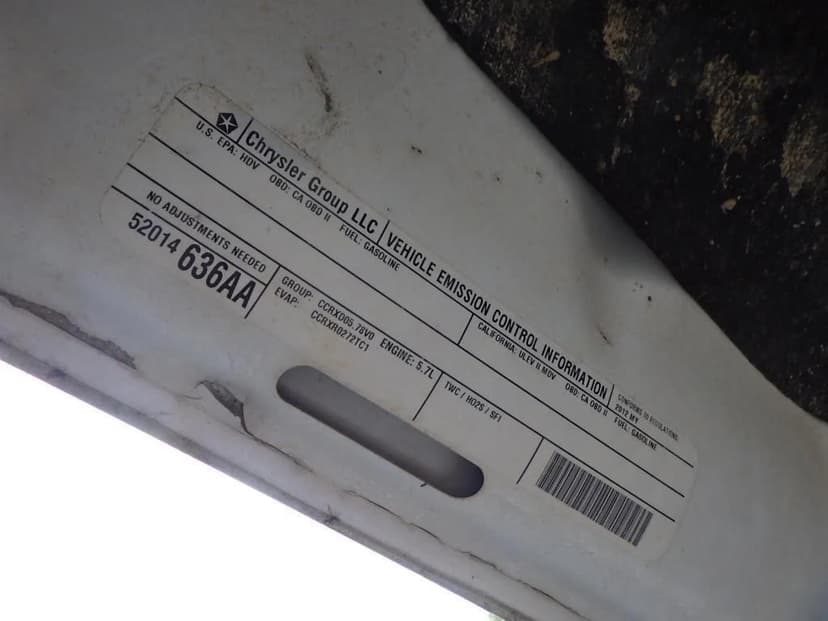 Chrysler Group LLC VEHICLE EMISSION CONTROL INFORMATION CONFORMS TO REGULATIONS:
2012 MY
U.S. EPA: HDV OBD: CA OBD II FUEL: GASOLINE
CALIFORNIA: ULEV II MDV OBD: CA OBD II FUEL: GASOLINE
NO ADJUSTMENTS NEEDED
52014 636AA
GROUP: CCRXD05.78V0 ENGINE: 5.7L
EVAP: CCRXR0272TC1
TWC / HO2S / SFI